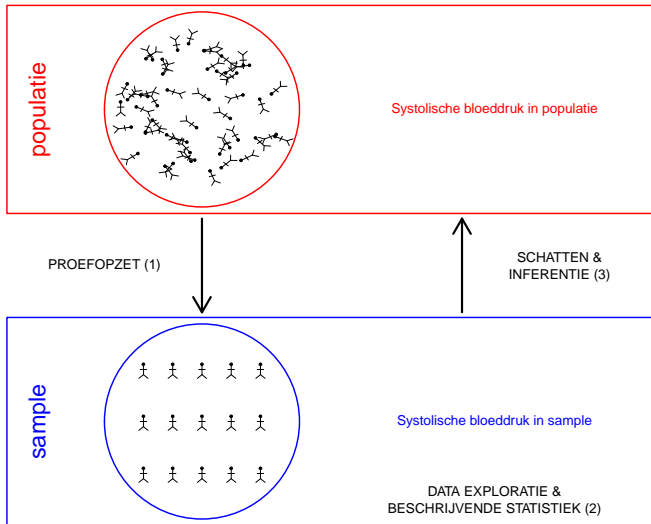 populatie
Systolische bloeddruk in populatie
PROEFOPZET (1)
SCHATTEN &
INFERENTIE (3)
sample
Systolische bloeddruk in sample
DATA EXPLORATIE &
BESCHRIJVENDE STATISTIEK (2)